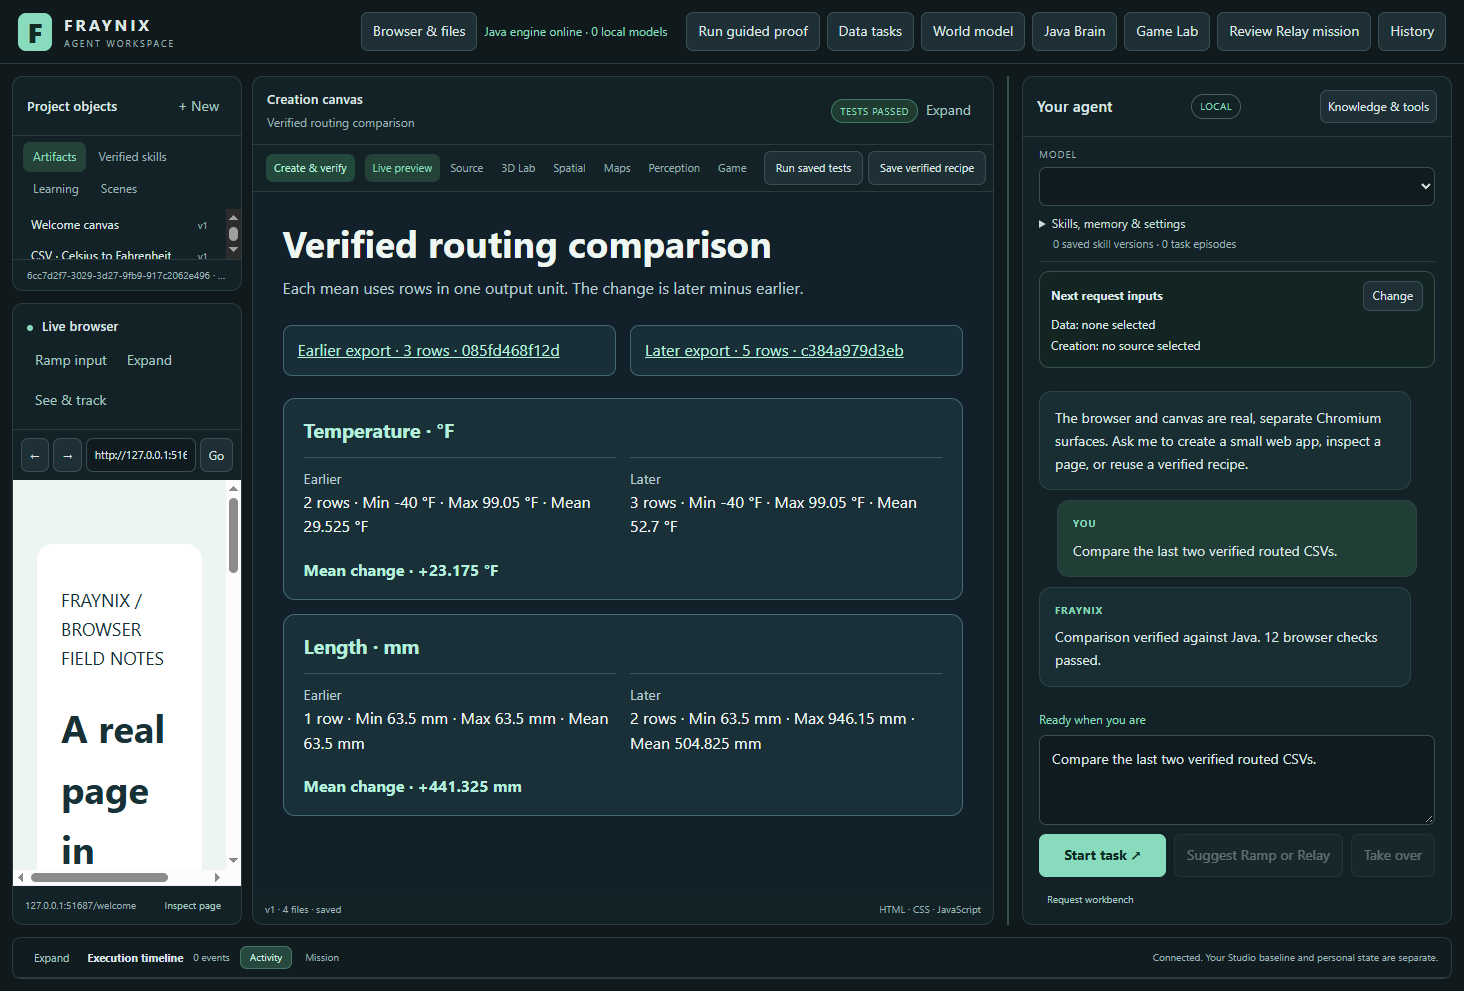 F
FRAYNIX
AGENT WORKSPACE
Browser & files
Java engine online · 0 local models
Run guided proof
Data tasks
World model
Java Brain
Game Lab
Review Relay mission
History
Project objects
+ New
Artifacts
Verified skills
Learning
Scenes
Welcome canvas
v1
CSV · Celsius to Fahrenheit
v1
6cc7d2f7-3029-3d27-9fb9-917c2062e496 · ...
Live browser
Ramp input
Expand
See & track
←
→
http://127.0.0.1:516
Go
FRAYNIX /
BROWSER
FIELD NOTES
A real
page
in
127.0.0.1:51687/welcome
Inspect page
Creation canvas
Verified routing comparison
TESTS PASSED
Expand
Create & verify
Live preview
Source
3D Lab
Spatial
Maps
Perception
Game
Run saved tests
Save verified recipe
Verified routing comparison
Each mean uses rows in one output unit. The change is later minus earlier.
Earlier export · 3 rows · 085fd468f12d
Later export · 5 rows · c384a979d3eb
Temperature · °F
Earlier
2 rows · Min -40 °F · Max 99.05 °F · Mean
29.525 °F
Later
3 rows · Min -40 °F · Max 99.05 °F · Mean
52.7 °F
Mean change · +23.175 °F
Length · mm
Earlier
1 row · Min 63.5 mm · Max 63.5 mm · Mean
63.5 mm
Later
2 rows · Min 63.5 mm · Max 946.15 mm ·
Mean 504.825 mm
Mean change · +441.325 mm
v1 · 4 files · saved
HTML · CSS · JavaScript
Your agent
LOCAL
Knowledge & tools
MODEL
Skills, memory & settings
0 saved skill versions · 0 task episodes
Next request inputs
Change
Data: none selected
Creation: no source selected
The browser and canvas are real, separate Chromium
surfaces. Ask me to create a small web app, inspect a
page, or reuse a verified recipe.
YOU
Compare the last two verified routed CSVs.
FRAYNIX
Comparison verified against Java. 12 browser checks
passed.
Ready when you are
Compare the last two verified routed CSVs.
Start task ↗
Suggest Ramp or Relay
Take over
Request workbench
Expand
Execution timeline
0 events
Activity
Mission
Connected. Your Studio baseline and personal state are separate.